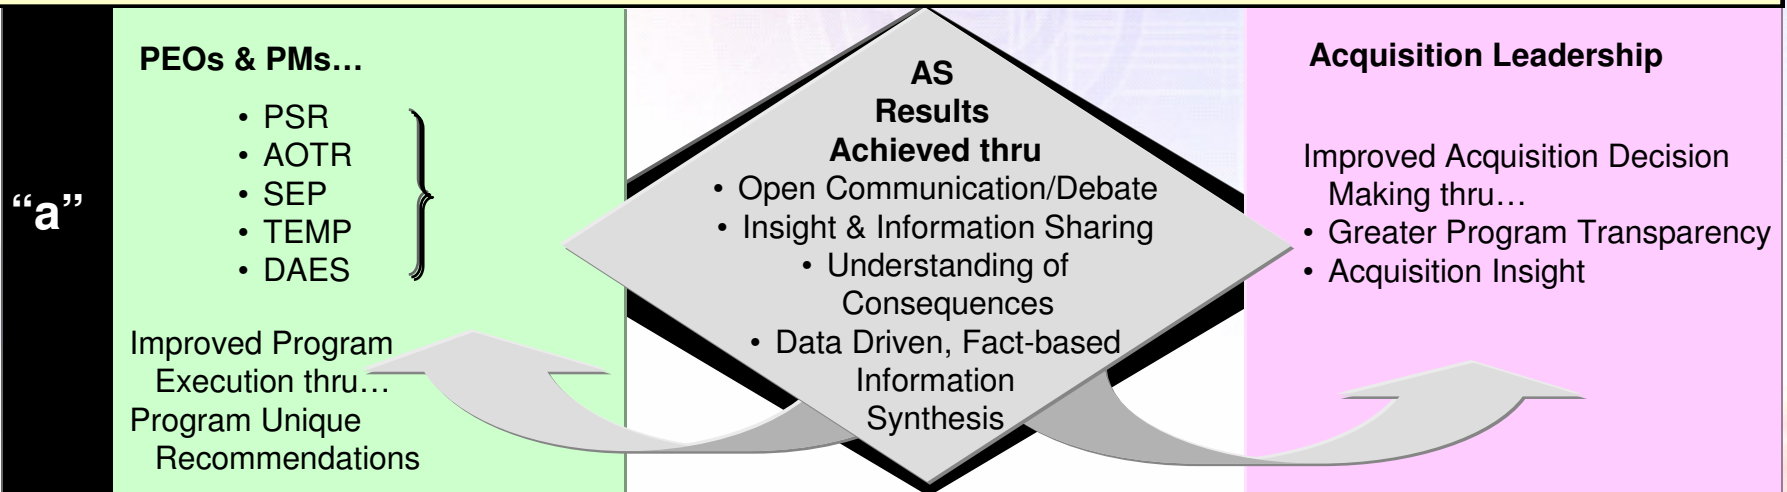 “a”
PEOs & PMs…
• PSR
• AOTR
• SEP
• TEMP
• DAES
Improved Program
Execution thru…
Program Unique
Recommendations
AS
Results
Achieved thru
• Open Communication/Debate
• Insight & Information Sharing
• Understanding of
Consequences
• Data Driven, Fact-based
Information
Synthesis
Acquisition Leadership
Improved Acquisition Decision
Making thru…
• Greater Program Transparency
• Acquisition Insight